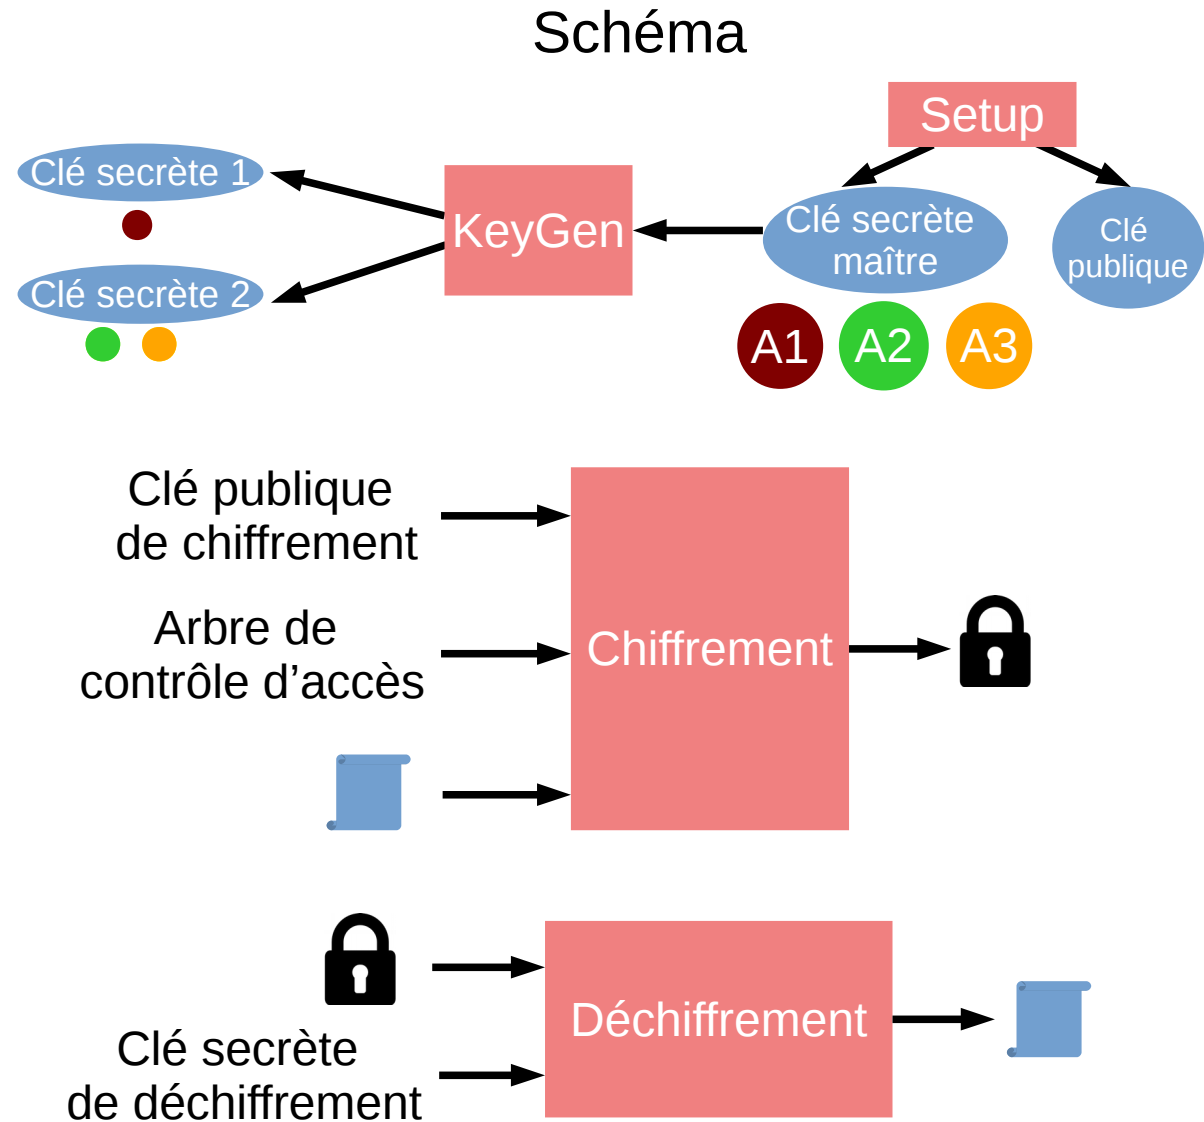 Schéma
Setup
Clé secrète 1
KeyGen
Clé secrète
maître
Clé
publique
Clé secrète 2
A1
A2
A3
Clé publique
de chiffrement
Arbre de
contrôle d’accès
Chiffrement
Déchiffrement
Clé secrète
de déchiffrement